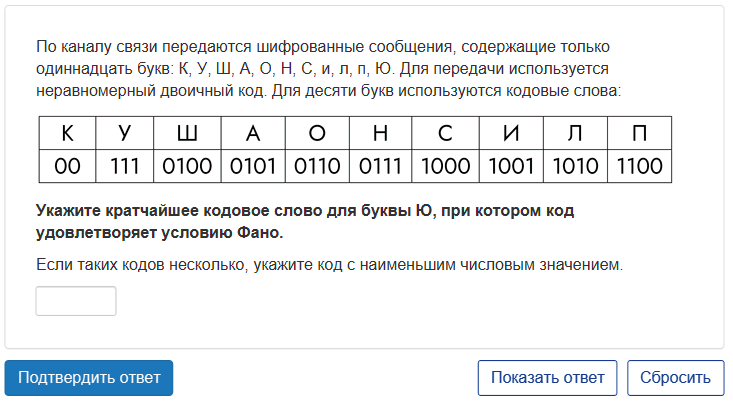 По каналу связи передаются шифрованные сообщения, содержащие только
одиннадцать букв: К, У, Ш, А, О, Н, С, и, л, п, Ю. Для передачи используется
неравномерный двоичный код. Для десяти букв используются кодовые слова:
К У Ш А О Н С И Л П
00 111 0100 0101 0110 0111 1000 1001 1010 1100
Укажите кратчайшее кодовое слово для буквы Ю, при котором код
удовлетворяет условию Фано.
Если таких кодов несколько, укажите код с наименьшим числовым значением.
Подтвердить ответ Показать ответ Сбросить